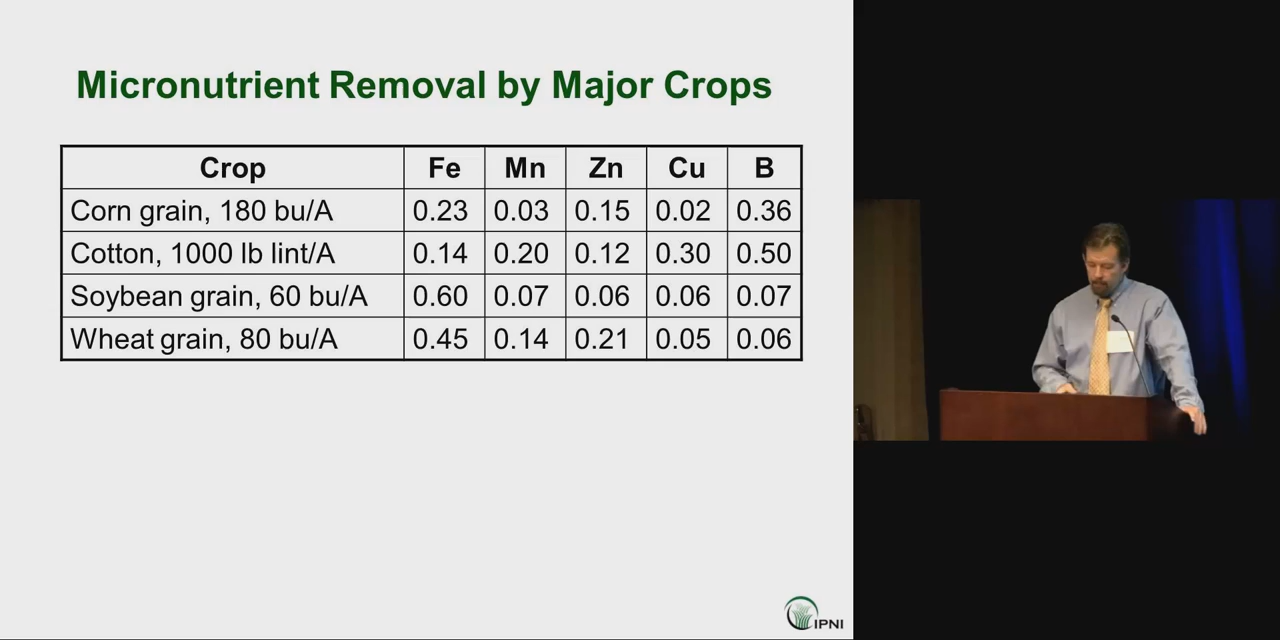 Micronutrient Removal by Major Crops
Crop Fe Mn Zn Cu B
Corn grain, 180 bu/A 0.23 0.03 0.15 0.02 0.36
Cotton, 1000 lb lint/A 0.14 0.20 0.12 0.30 0.50
Soybean grain, 60 bu/A 0.60 0.07 0.06 0.06 0.07
Wheat grain, 80 bu/A 0.45 0.14 0.21 0.05 0.06
IPNI